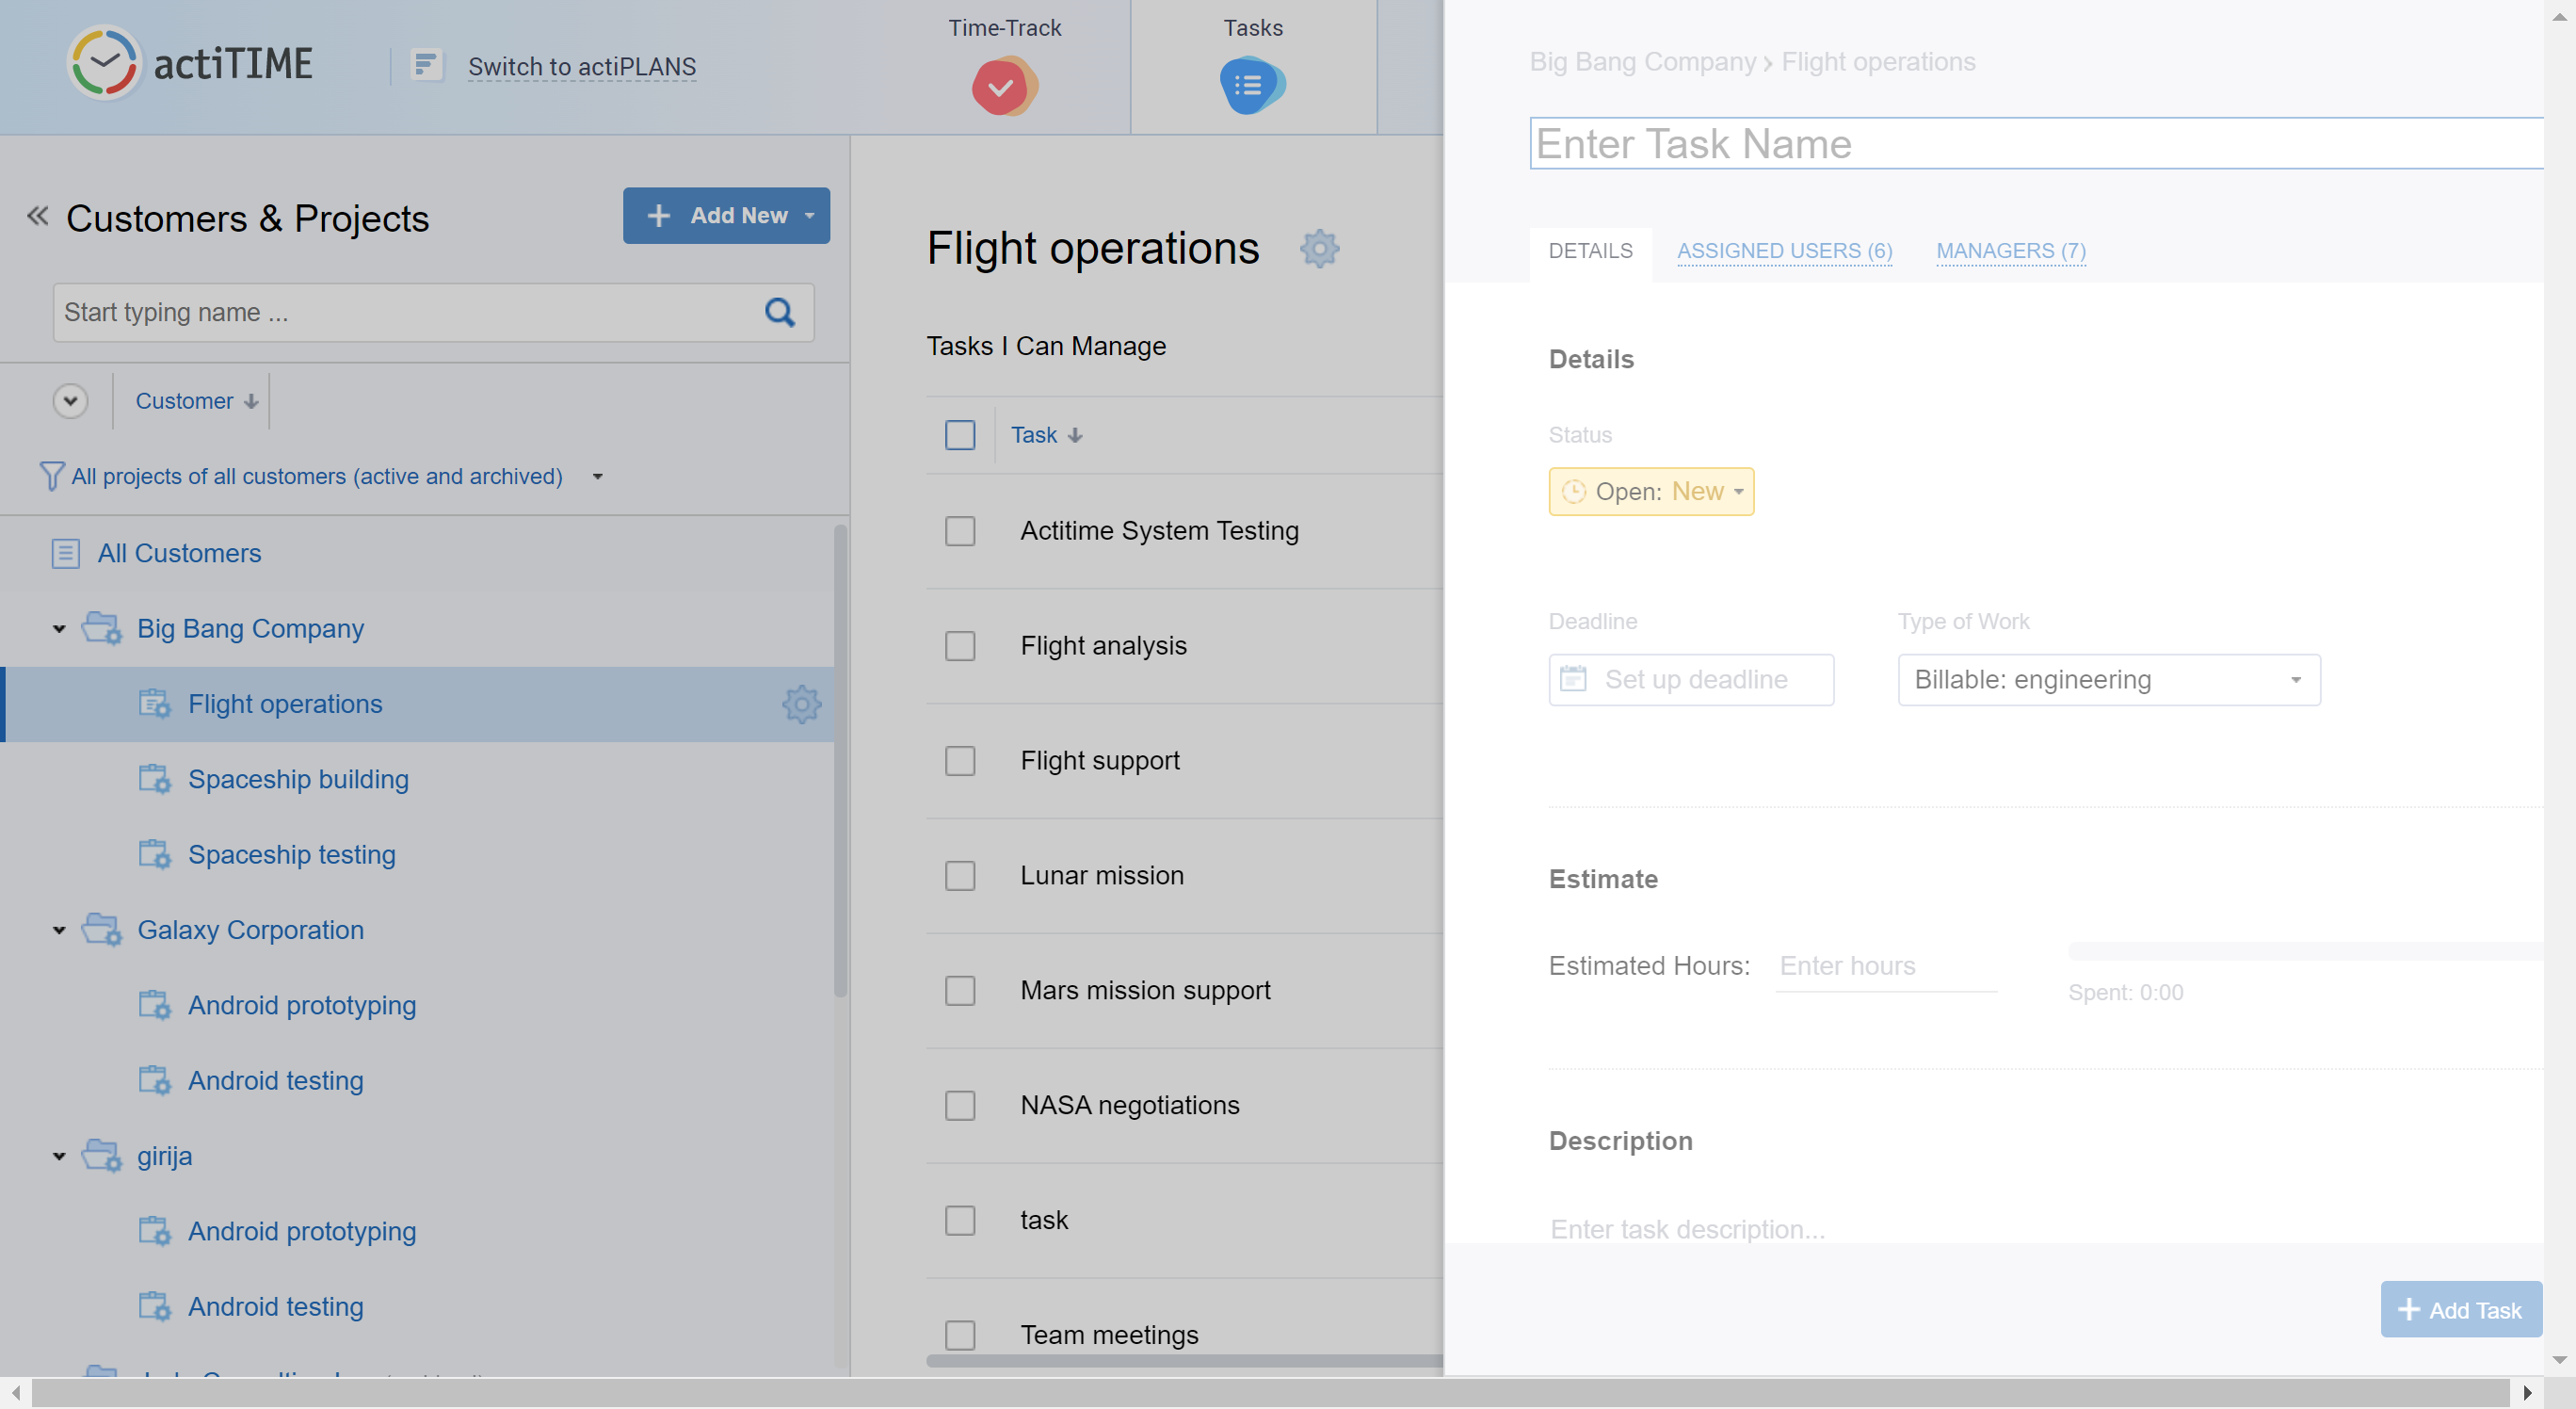 actiTIME
Switch to actiPLANS
Time-Track
Tasks
Customers & Projects
Add New
Start typing name ...
Customer
All projects of all customers (active and archived)
All Customers
Big Bang Company
Flight operations
Spaceship building
Spaceship testing
Galaxy Corporation
Android prototyping
Android testing
girija
Android prototyping
Android testing
Flight operations
Tasks I Can Manage
Task
Actitime System Testing
Flight analysis
Flight support
Lunar mission
Mars mission support
NASA negotiations
task
Team meetings
Big Bang Company › Flight operations
Enter Task Name
DETAILS
ASSIGNED USERS (6)
MANAGERS (7)
Details
Status
Open: New
Deadline
Type of Work
Set up deadline
Billable: engineering
Estimate
Estimated Hours:
Enter hours
Spent: 0:00
Description
Enter task description...
Add Task